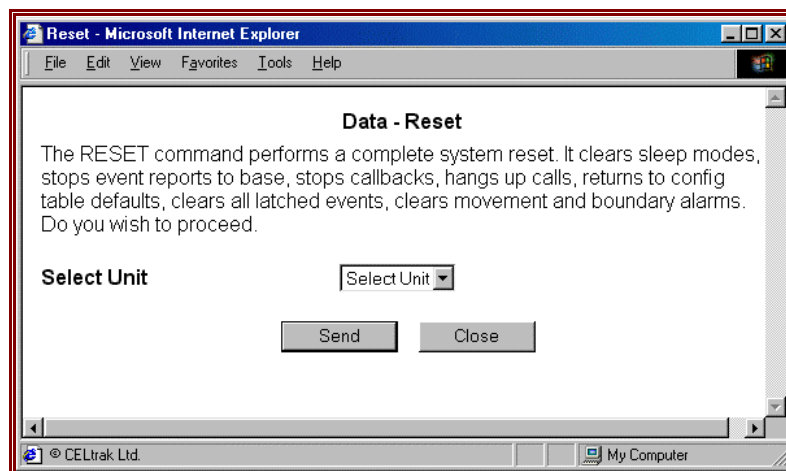 Reset - Microsoft Internet Explorer
File Edit View Favorites Tools Help
Data - Reset
The RESET command performs a complete system reset. It clears sleep modes,
stops event reports to base, stops callbacks, hangs up calls, returns to config
table defaults, clears all latched events, clears movement and boundary alarms.
Do you wish to proceed.
Select Unit Select Unit
Send Close
© CELtrak Ltd. My Computer